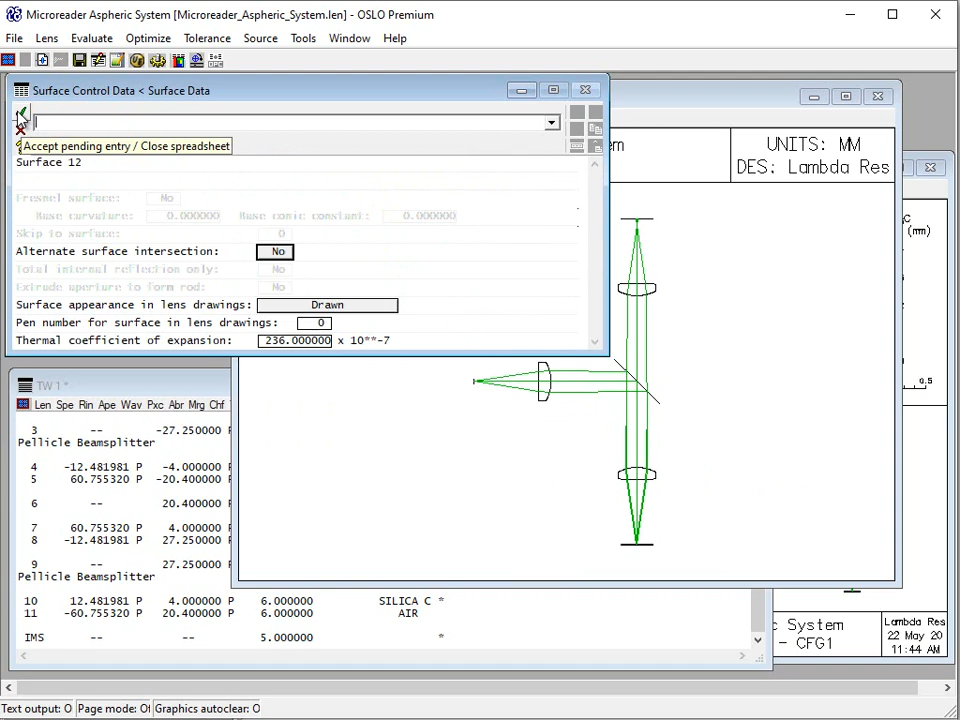 Microreader Aspheric System [Microreader_Aspheric_System.len] - OSLO Premium
File Lens Evaluate Optimize Tolerance Source Tools Window Help
Surface Control Data < Surface Data
Accept pending entry / Close spreadsheet
Surface 12
Fresnel surface: No
Base curvature: 0.000000 Base conic constant: 0.000000
Skip to surface: 0
Alternate surface intersection: No
Total internal reflection only: No
Extrude aperture to form rod: No
Surface appearance in lens drawings: Drawn
Pen number for surface in lens drawings: 0
Thermal coefficient of expansion: 236.000000 x 10**-7
UNITS: MM
DES: Lambda Res
(mm)
0.5
TW 1 *
Len Spe Rin Ape Wav Pxc Abr Mrg Chf
3 -- -27.250000 P
Pellicle Beamsplitter
4 -12.481981 P -4.000000 P
5 60.755320 P -20.400000 P
6 -- 20.400000 P
7 60.755320 P 4.000000 P
8 -12.481981 P 27.250000 P
9 -- 27.250000 P
Pellicle Beamsplitter
10 12.481981 P 4.000000 P 6.000000 SILICA C *
11 -60.755320 P 20.400000 P 6.000000 AIR
IMS -- -- 5.000000 *
c System
- CFG1
Lambda Res
22 May 20
11:44 AM
Text output: O Page mode: Of Graphics autoclear: O